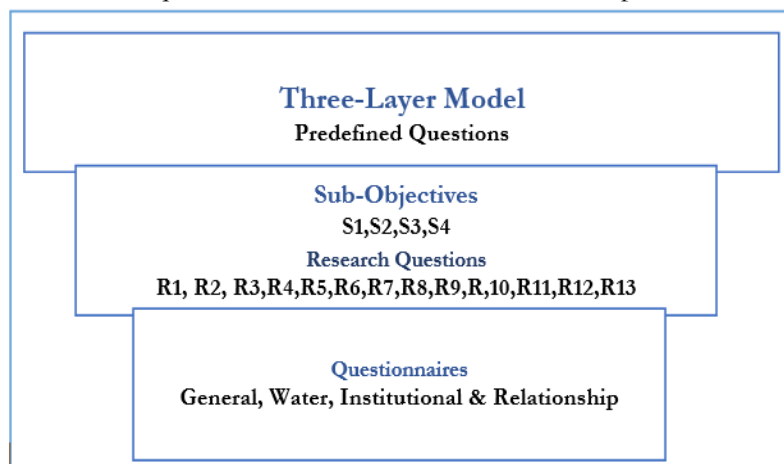 Three-Layer Model
Predefined Questions
Sub-Objectives
S1,S2,S3,S4
Research Questions
R1, R2, R3,R4,R5,R6,R7,R8,R9,R,10,R11,R12,R13
Questionnaires
General, Water, Institutional & Relationship